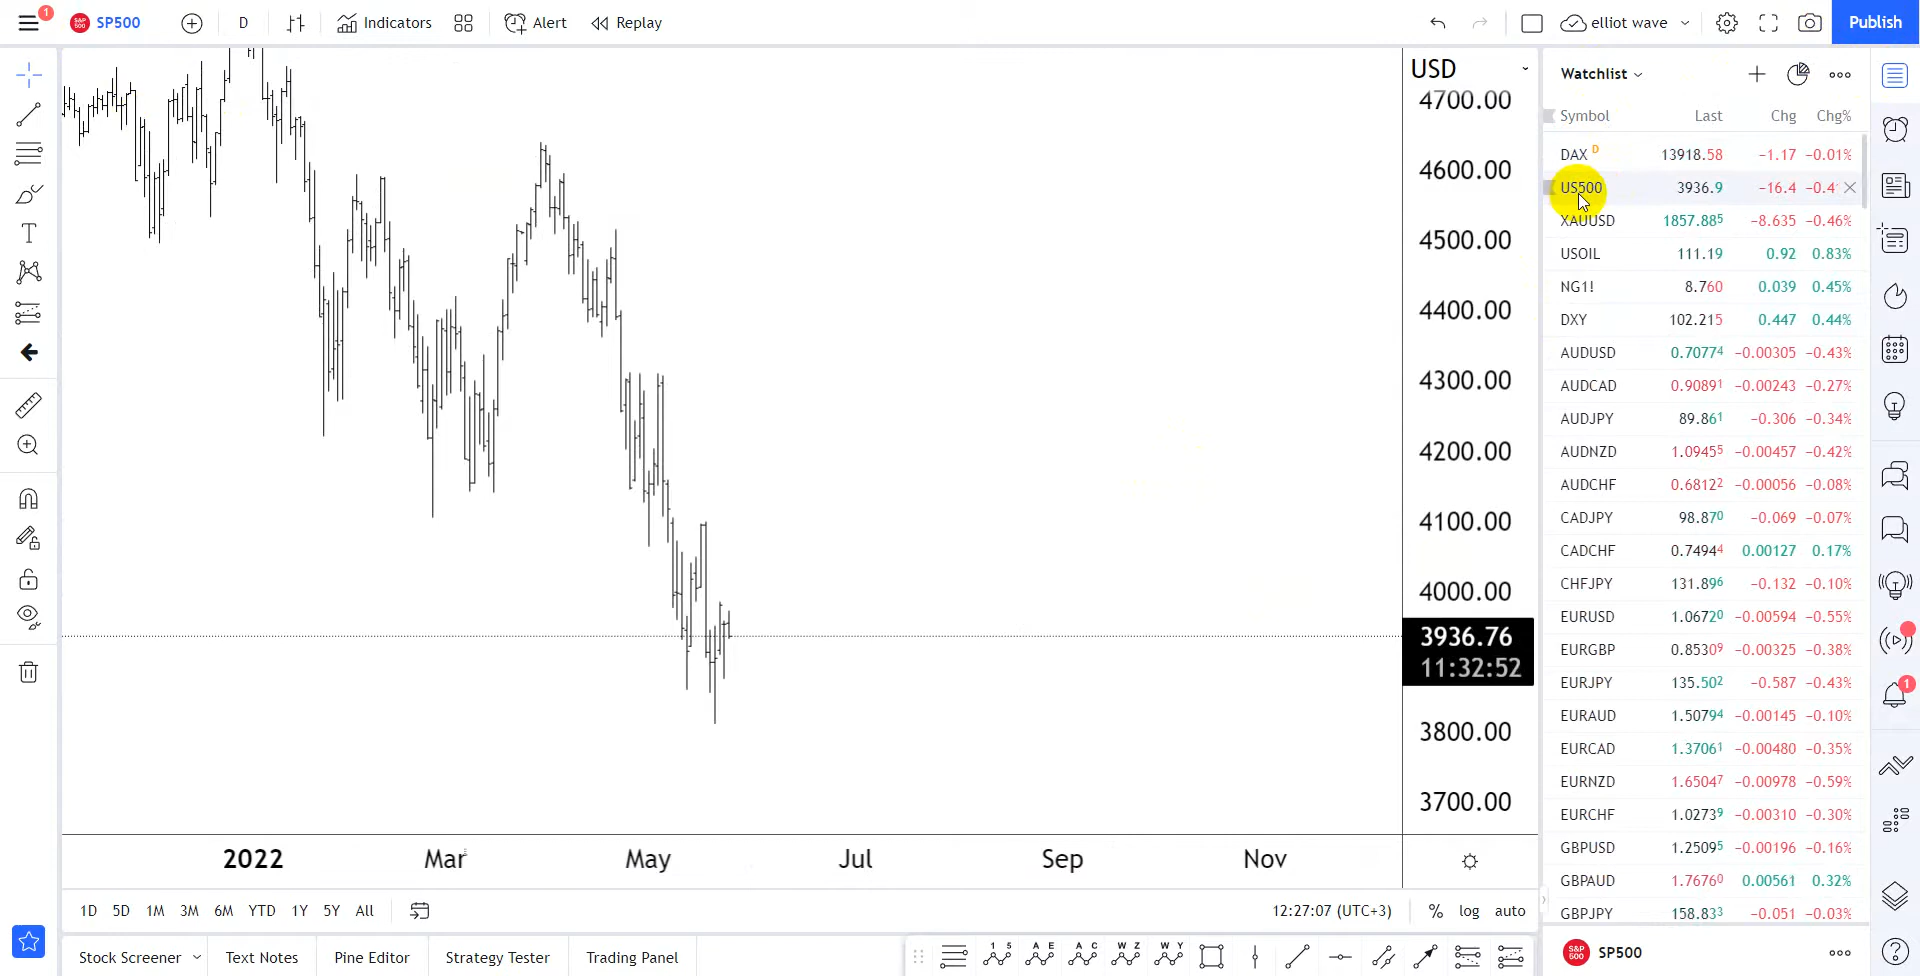 1 SP500 D Indicators Alert Replay elliot wave Publish
USD
4700.00
4600.00
4500.00
4400.00
4300.00
4200.00
4100.00
4000.00
3936.76
11:32:52
3800.00
3700.00
2022 Mar May Jul Sep Nov
1D 5D 1M 3M 6M YTD 1Y 5Y All 12:27:07 (UTC+3) % log auto
Stock Screener Text Notes Pine Editor Strategy Tester Trading Panel
1 5 A E A C W Z W Y
Watchlist
Symbol Last Chg Chg%
DAX D 13918.58 −1.17 −0.01%
US500 3936.9 −16.4
XAUUSD 1857.885 −8.635 −0.46%
USOIL 111.19 0.92 0.83%
NG1! 8.760 0.039 0.45%
DXY 102.215 0.447 0.44%
AUDUSD 0.70774 −0.00305 −0.43%
AUDCAD 0.90891 −0.00243 −0.27%
AUDJPY 89.861 −0.306 −0.34%
AUDNZD 1.09455 −0.00457 −0.42%
AUDCHF 0.68122 −0.00056 −0.08%
CADJPY 98.870 −0.069 −0.07%
CADCHF 0.74944 0.00127 0.17%
CHFJPY 131.896 −0.132 −0.10%
EURUSD 1.06720 −0.00594 −0.55%
EURGBP 0.85309 −0.00325 −0.38%
EURJPY 135.502 −0.587 −0.43%
EURAUD 1.50794 −0.00145 −0.10%
EURCAD 1.37061 −0.00480 −0.35%
EURNZD 1.65047 −0.00978 −0.59%
EURCHF 1.02739 −0.00310 −0.30%
GBPUSD 1.25095 −0.00196 −0.16%
GBPAUD 1.76760 0.00561 0.32%
GBPJPY 158.833 −0.051 −0.03%
S&P 500 SP500
1